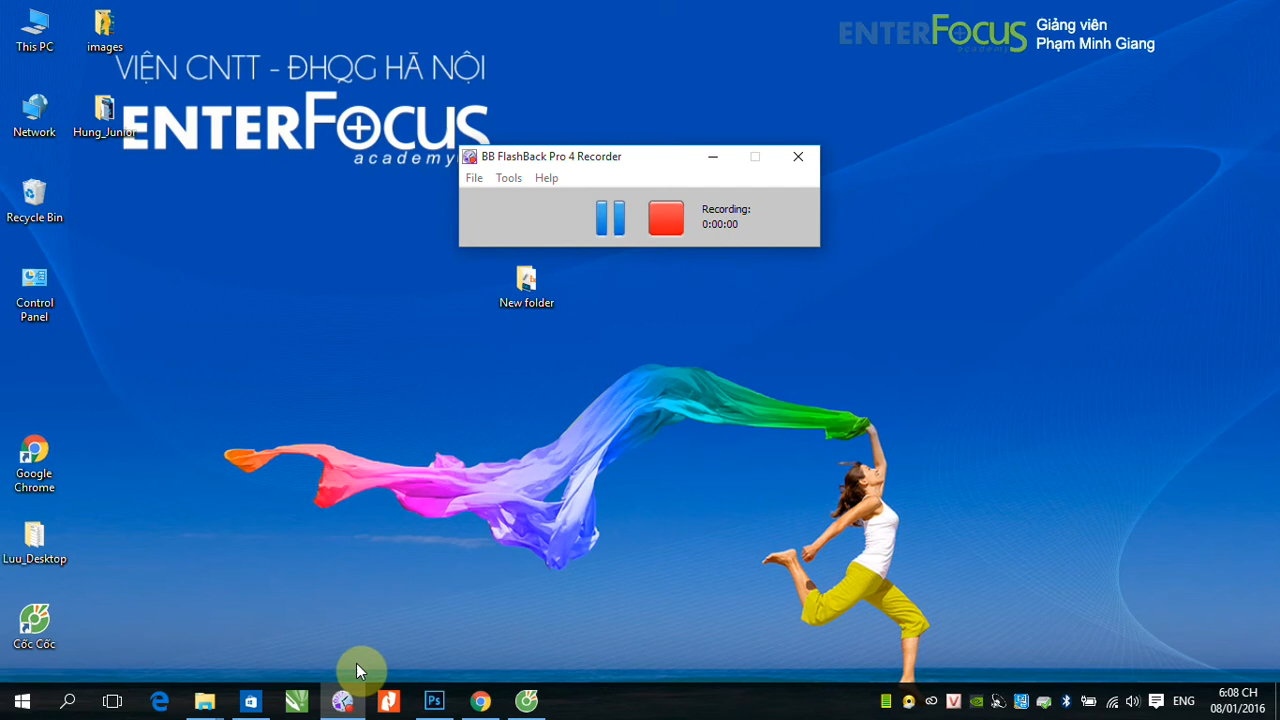 This PC
images
VIỆN CNTT - ĐHQG HÀ NỘI
ENTERFOCUS
academy
ENTERFOCUS
academy
Giảng viên
Phạm Minh Giang
Network
Hung_Junior
BB FlashBack Pro 4 Recorder
File Tools Help
Recording:
0:00:00
Recycle Bin
New folder
Control
Panel
Google
Chrome
Luu_Desktop
Cốc Cốc
Ps
ENG
6:08 CH
08/01/2016